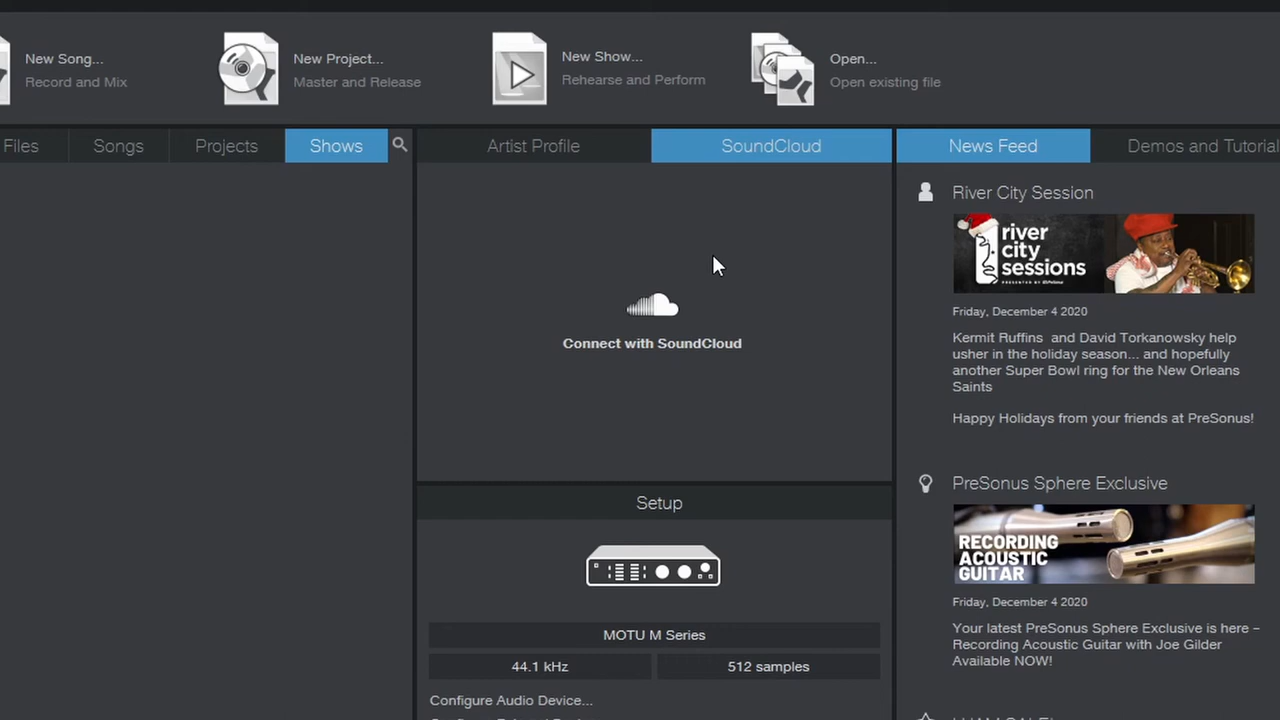 New Song...
Record and Mix
New Project...
Master and Release
New Show...
Rehearse and Perform
Open...
Open existing file
Files
Songs
Projects
Shows
Artist Profile
SoundCloud
News Feed
Demos and Tutorial
Connect with SoundCloud
Setup
MOTU M Series
44.1 kHz
512 samples
Configure Audio Device...
River City Session
river
city
sessions
Friday, December 4 2020
Kermit Ruffins and David Torkanowsky help
usher in the holiday season... and hopefully
another Super Bowl ring for the New Orleans
Saints
Happy Holidays from your friends at PreSonus!
PreSonus Sphere Exclusive
RECORDING
ACOUSTIC
GUITAR
Friday, December 4 2020
Your latest PreSonus Sphere Exclusive is here –
Recording Acoustic Guitar with Joe Gilder
Available NOW!